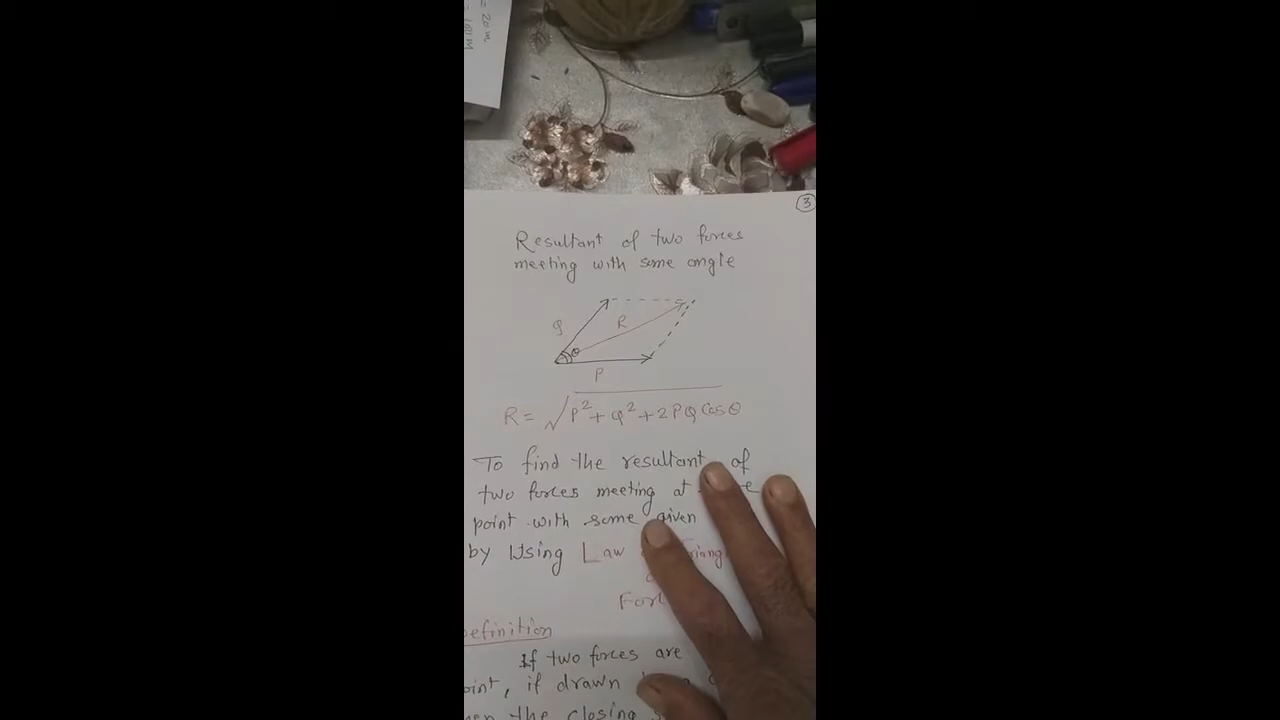 = 20 m.
③
Resultant of two forces
meeting with some angle
Q
R
θ
P
R = √P² + Q² + 2PQ Cos θ
To find the resultant of
two forces meeting at
point with some given
by Using Law
Definition
If two forces are
if drawn
the closing